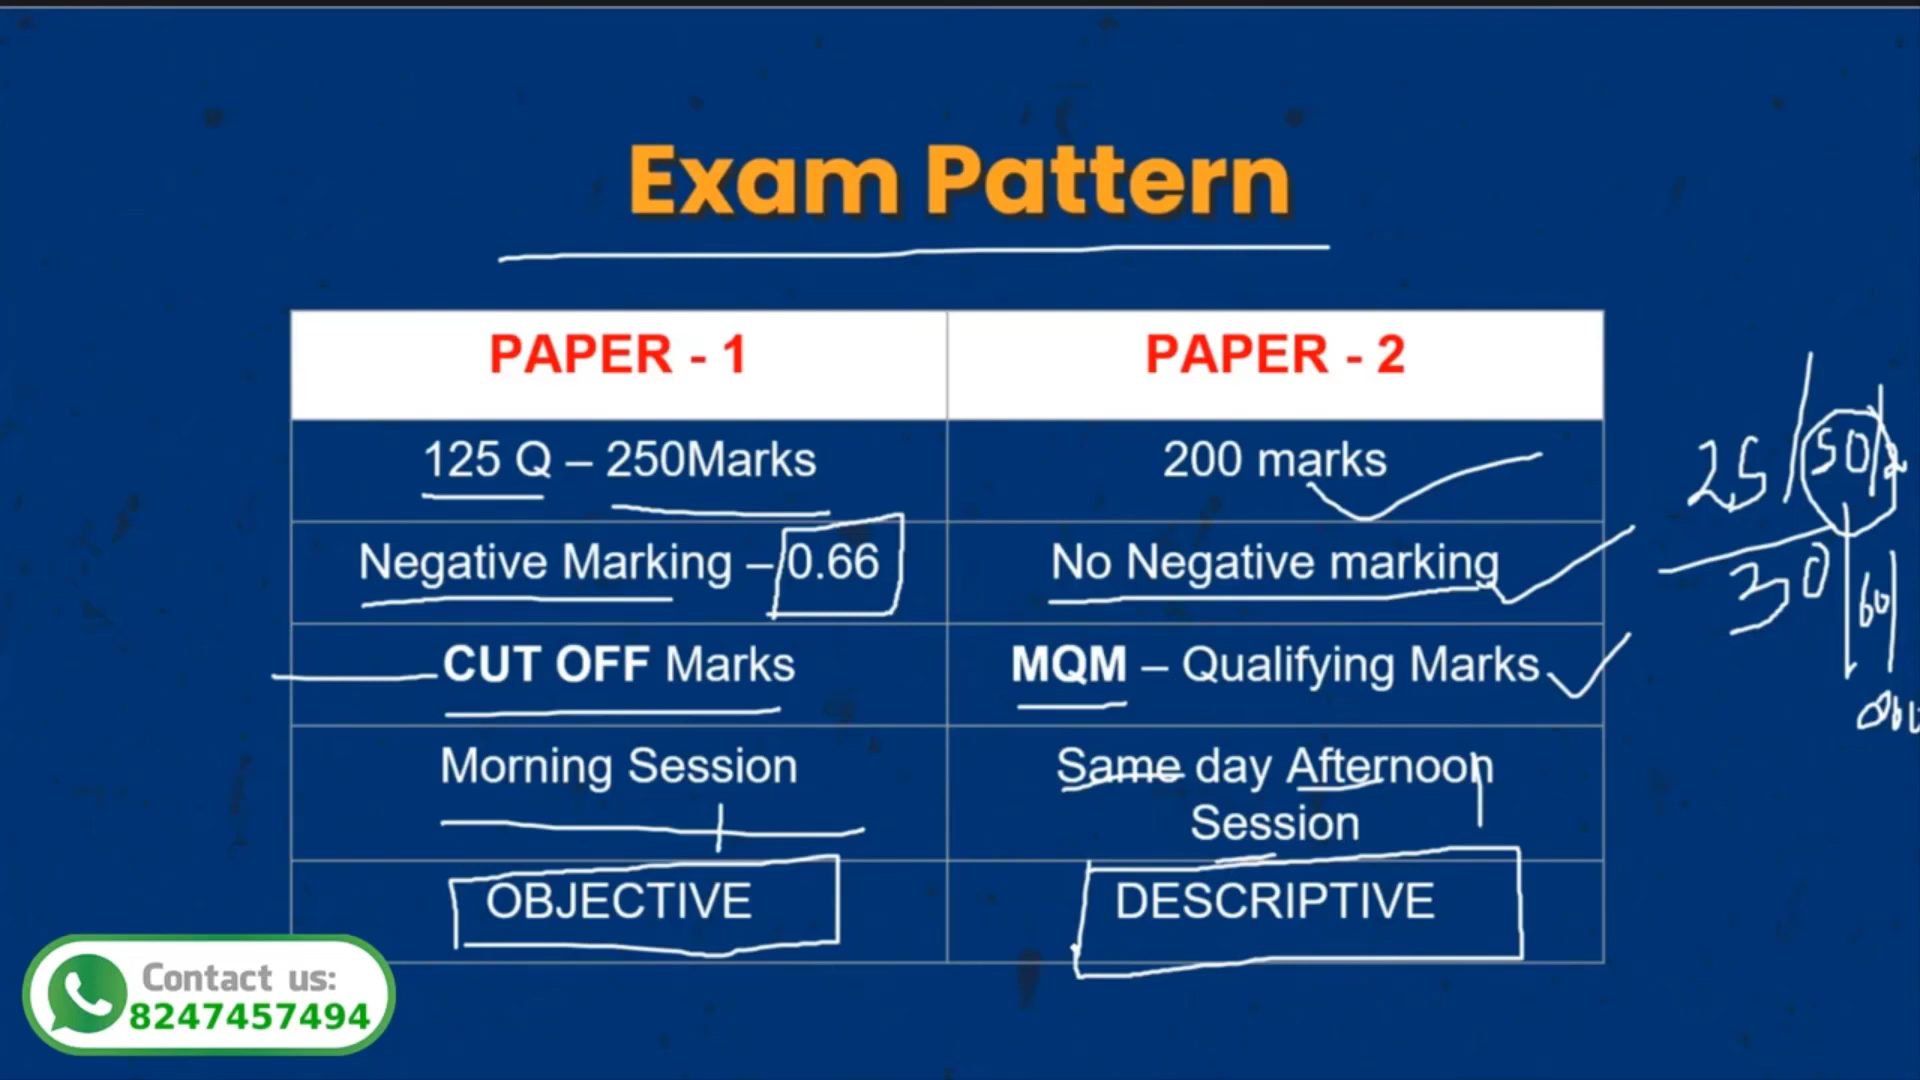 Exam Pattern
PAPER - 1
PAPER - 2
125 Q – 250Marks
200 marks
Negative Marking – 0.66
No Negative marking
CUT OFF Marks
MQM – Qualifying Marks
Morning Session
Same day Afternoon
Session
OBJECTIVE
DESCRIPTIVE
25
50
30
60
Contact us:
8247457494